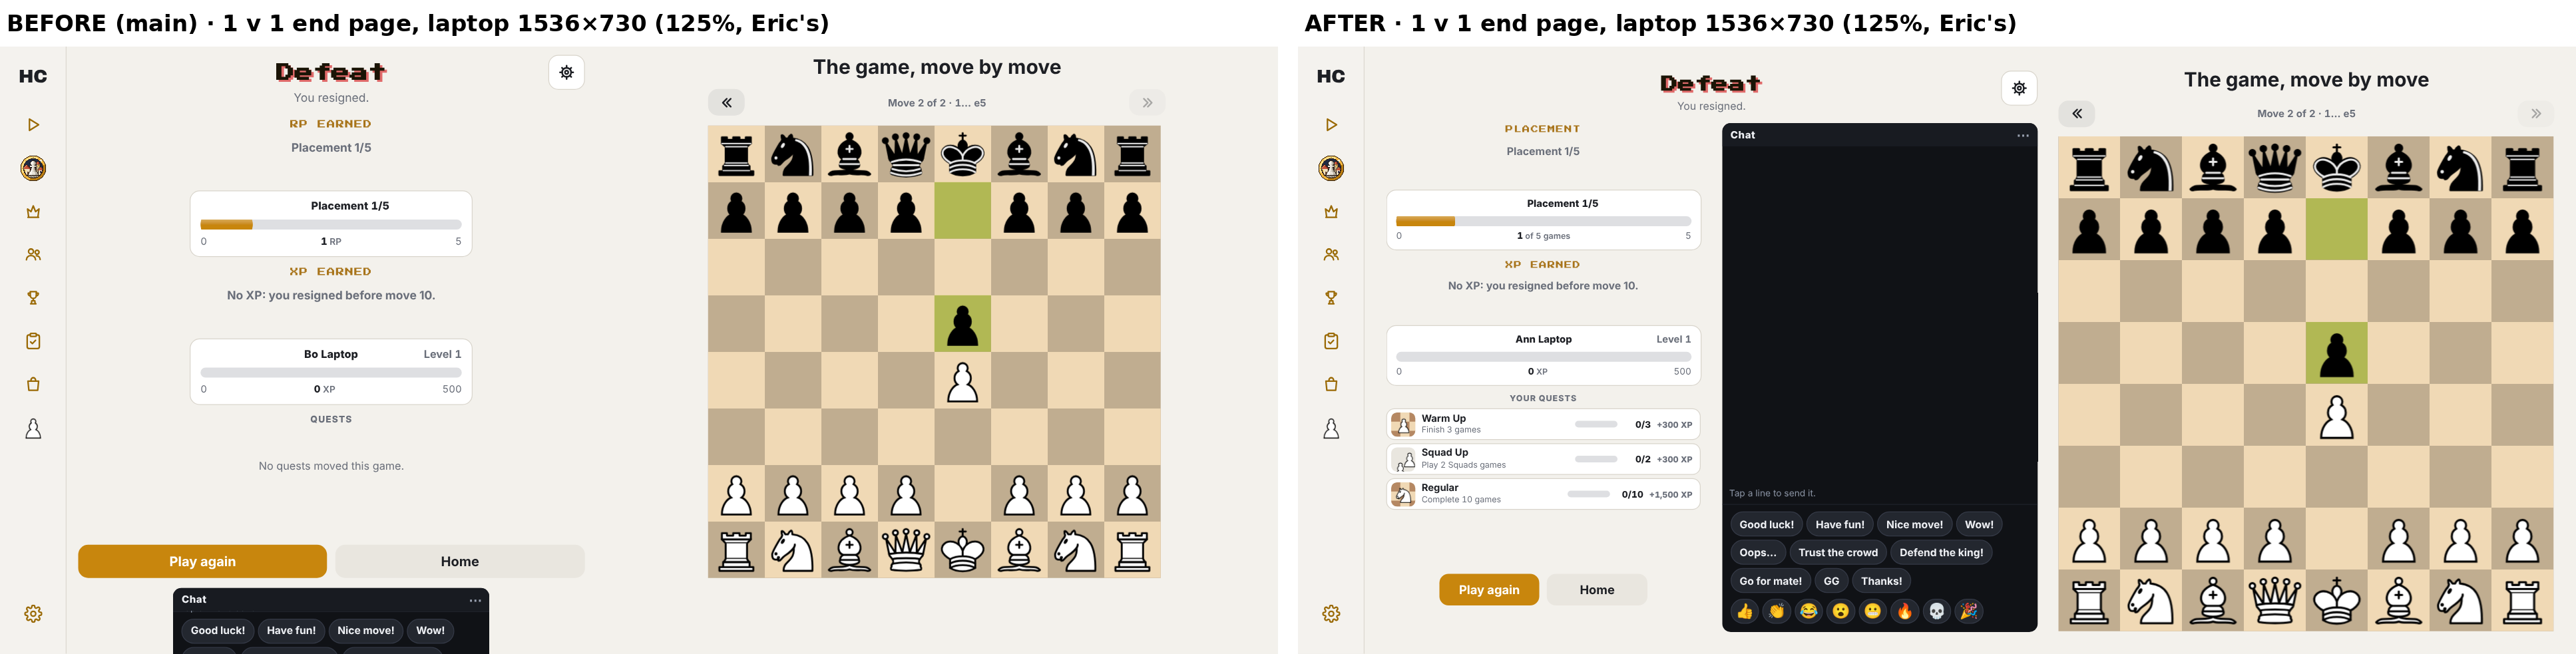 BEFORE (main) · 1 v 1 end page, laptop 1536×730 (125%, Eric's)
HC
Defeat
You resigned.
RP EARNED
Placement 1/5
Placement 1/5
0 1 RP 5
XP EARNED
No XP: you resigned before move 10.
Bo Laptop Level 1
0 0 XP 500
QUESTS
No quests moved this game.
Play again Home
Chat ...
Good luck! Have fun! Nice move! Wow!
The game, move by move
« Move 2 of 2 · 1... e5 »
AFTER · 1 v 1 end page, laptop 1536×730 (125%, Eric's)
HC
Defeat
You resigned.
PLACEMENT
Placement 1/5
Placement 1/5
0 1 of 5 games 5
XP EARNED
No XP: you resigned before move 10.
Ann Laptop Level 1
0 0 XP 500
YOUR QUESTS
Warm Up
Finish 3 games
0/3 +300 XP
Squad Up
Play 2 Squads games
0/2 +300 XP
Regular
Complete 10 games
0/10 +1,500 XP
Play again Home
Chat ...
Tap a line to send it.
Good luck! Have fun! Nice move! Wow!
Oops... Trust the crowd Defend the king!
Go for mate! GG Thanks!
👍 👏 😂 😮 😬 🔥 💀 🎉
The game, move by move
« Move 2 of 2 · 1... e5 »